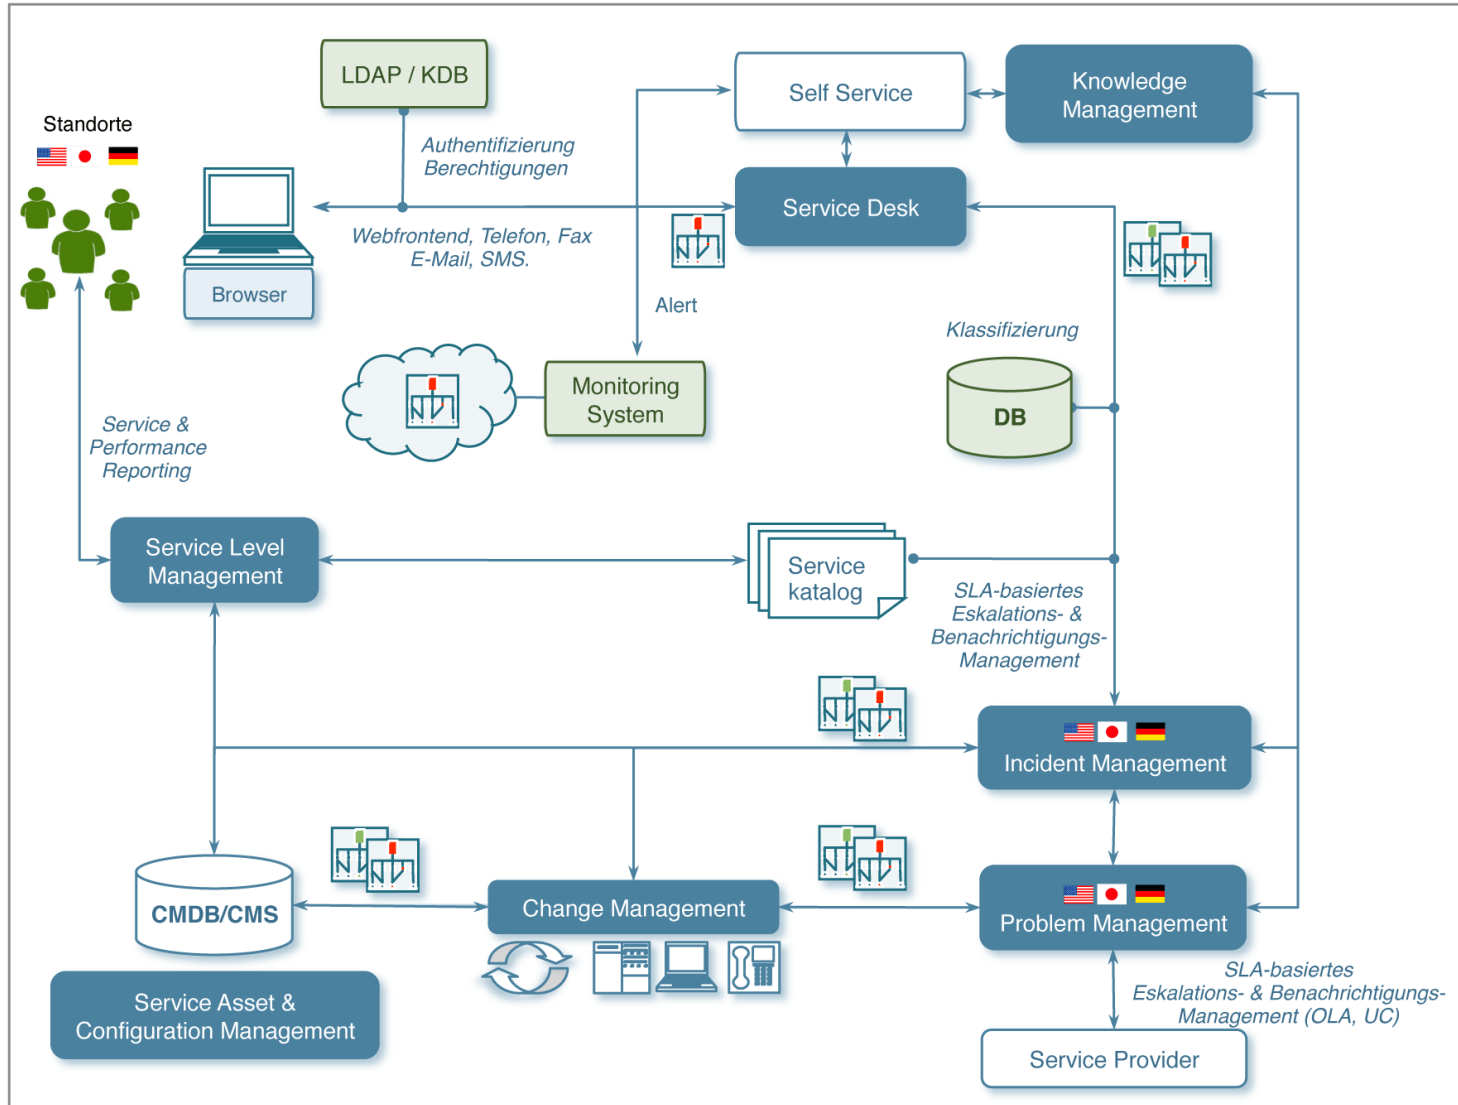 LDAP / KDB
Self Service
Knowledge
Management
Standorte
Authentifizierung
Berechtigungen
Service Desk
Webfrontend, Telefon, Fax
E-Mail, SMS.
Browser
Alert
Klassifizierung
Monitoring
System
DB
Service &
Performance
Reporting
Service Level
Management
Service
katalog
SLA-basiertes
Eskalations- &
Benachrichtigungs-
Management
Incident Management
CMDB/CMS
Change Management
Problem Management
Service Asset &
Configuration Management
SLA-basiertes
Eskalations- & Benachrichtigungs-
Management (OLA, UC)
Service Provider